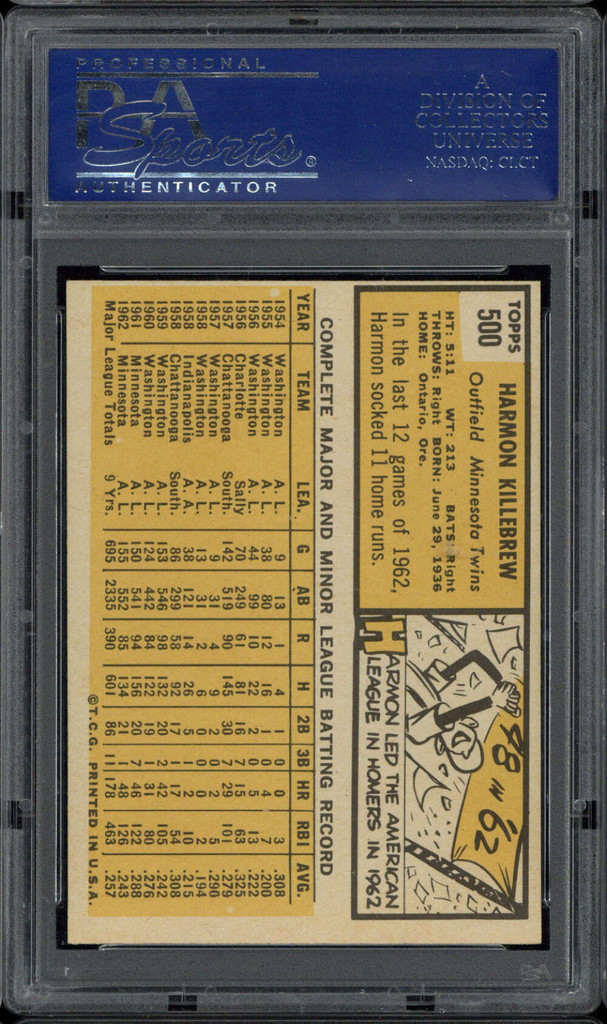 PROFESSIONAL
PSA
Sports®
AUTHENTICATOR
A
DIVISION OF
COLLECTORS
UNIVERSE
NASDAQ: CLCT
TOPPS
500
HARMON KILLEBREW
Outfield Minnesota Twins
HT: 5:11 WT: 213 BATS: Right
THROWS: Right BORN: June 29, 1936
HOME: Ontario, Ore.
In the last 12 games of 1962,
Harmon socked 11 home runs.
48 IN '62
HARMON LED THE AMERICAN
LEAGUE IN HOMERS IN 1962
COMPLETE MAJOR AND MINOR LEAGUE BATTING RECORD
YEAR TEAM LEA. G AB R H 2B 3B HR RBI AVG.
1954 Washington A. L. 9 13 1 4 1 0 0 3 .308
1955 Washington A. L. 38 80 12 16 1 0 4 7 .200
1956 Washington A. L. 44 99 10 22 2 0 5 13 .222
1956 Charlotte Sally 70 249 61 81 16 7 15 63 .325
1957 Chattanooga South. 142 519 90 145 30 7 29 101 .279
1957 Washington A. L. 9 31 4 9 2 0 2 5 .290
1958 Washington A. L. 13 31 2 6 0 0 0 2 .194
1958 Indianapolis A. A. 38 121 14 26 5 1 2 10 .215
1958 Chattanooga South. 86 299 58 92 17 1 17 54 .308
1959 Washington A. L. 153 546 98 132 20 2 42 105 .242
1960 Washington A. L. 124 442 84 122 19 1 31 80 .276
1961 Minnesota A. L. 150 541 94 156 20 7 46 122 .288
1962 Minnesota A. L. 155 552 85 134 21 1 48 126 .243
Major League Totals 9 Yrs. 695 2335 390 601 86 11 178 463 .257
©T.C.G. PRINTED IN U.S.A.